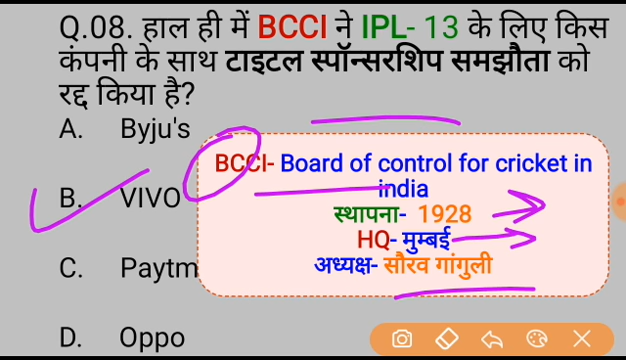 Q.08. हाल ही में BCCI ने IPL- 13 के लिए किस
कंपनी के साथ टाइटल स्पॉन्सरशिप समझौता को
रद्द किया है?
A. Byju's
BCCI- Board of control for cricket in
india
B. VIVO
स्थापना- 1928
HQ- मुम्बई
C. Paytm
अध्यक्ष- सौरव गांगुली
D. Oppo